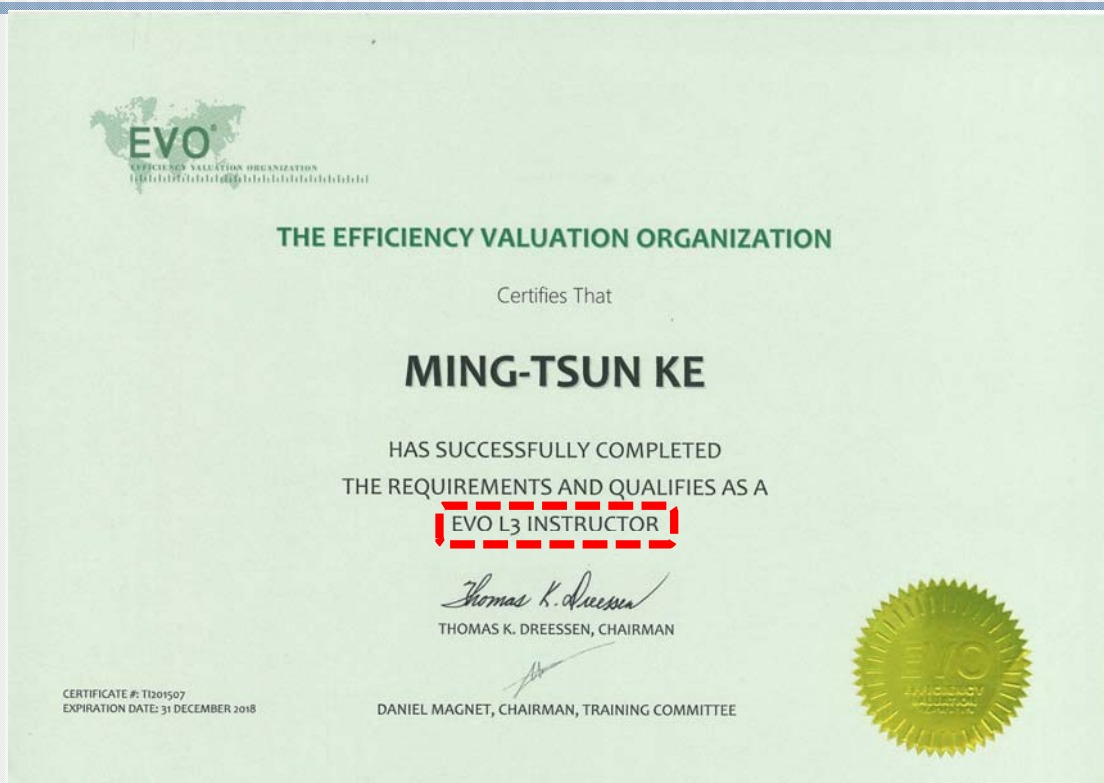 EVO
EFFICIENCY VALUATION ORGANIZATION
THE EFFICIENCY VALUATION ORGANIZATION
Certifies That
MING-TSUN KE
HAS SUCCESSFULLY COMPLETED
THE REQUIREMENTS AND QUALIFIES AS A
EVO L3 INSTRUCTOR
Thomas K. Dreessen
THOMAS K. DREESSEN, CHAIRMAN
CERTIFICATE #: TI201507
EXPIRATION DATE: 31 DECEMBER 2018
DANIEL MAGNET, CHAIRMAN, TRAINING COMMITTEE
EVO
EFFICIENCY
VALUATION